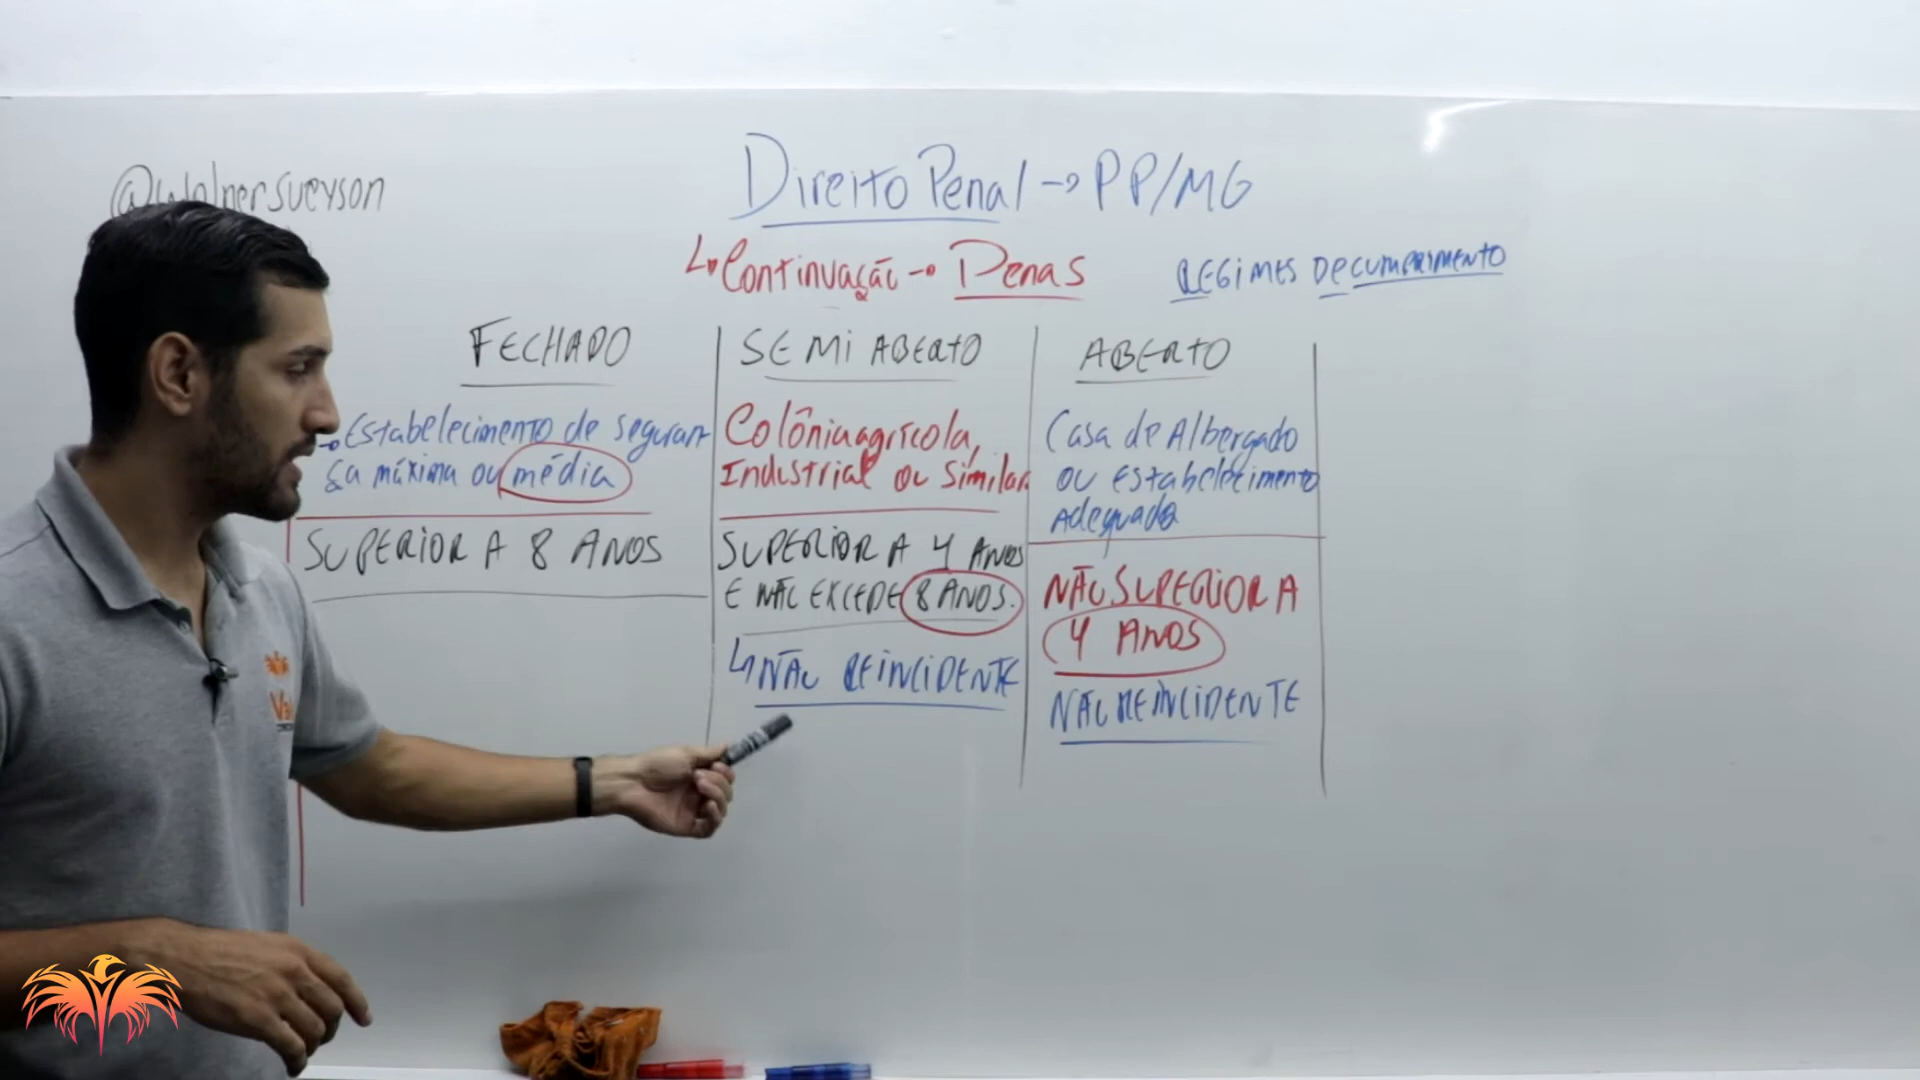 Direito Penal → PP/MG
↳ Continuação → Penas
REGIMES DE CUMPRIMENTO
FECHADO
→ Estabelecimento de seguran
ça máxima ou média
SUPERIOR A 8 ANOS
SEMI ABERTO
Colônia agrícola,
Industrial ou Similar
SUPERIOR A 4 ANOS
E NÃO EXCEDE 8 ANOS.
↳ NÃO REINCIDENTE
ABERTO
Casa de Albergado
ou Estabelecimento
Adequado
NÃO SUPERIOR A
4 ANOS
NÃO REINCIDENTE